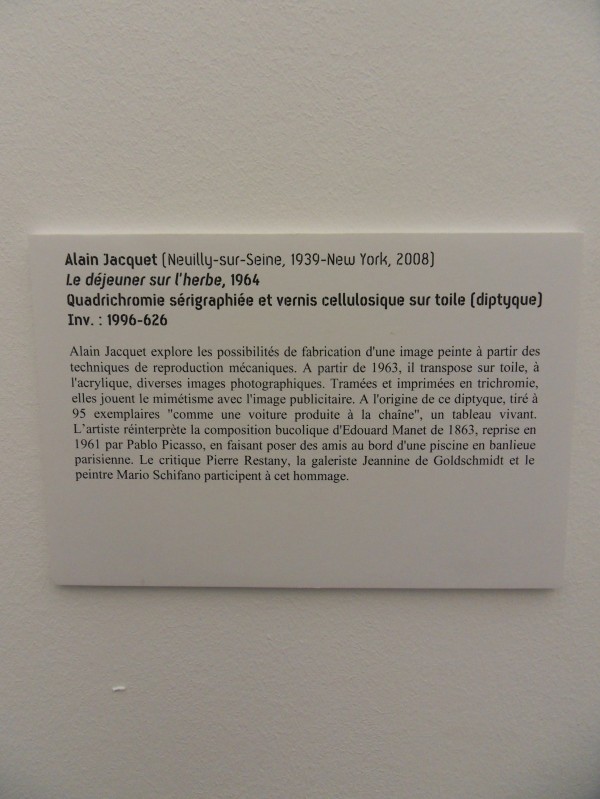 Alain Jacquet (Neuilly-sur-Seine, 1939-New York, 2008)
Le déjeuner sur l'herbe, 1964
Quadrichromie sérigraphiée et vernis cellulosique sur toile (diptyque)
Inv. : 1996-626
Alain Jacquet explore les possibilités de fabrication d'une image peinte à partir des
techniques de reproduction mécaniques. A partir de 1963, il transpose sur toile, à
l'acrylique, diverses images photographiques. Tramées et imprimées en trichromie,
elles jouent le mimétisme avec l'image publicitaire. A l'origine de ce diptyque, tiré à
95 exemplaires "comme une voiture produite à la chaîne", un tableau vivant.
L'artiste réinterprète la composition bucolique d'Edouard Manet de 1863, reprise en
1961 par Pablo Picasso, en faisant poser des amis au bord d'une piscine en banlieue
parisienne. Le critique Pierre Restany, la galeriste Jeannine de Goldschmidt et le
peintre Mario Schifano participent à cet hommage.